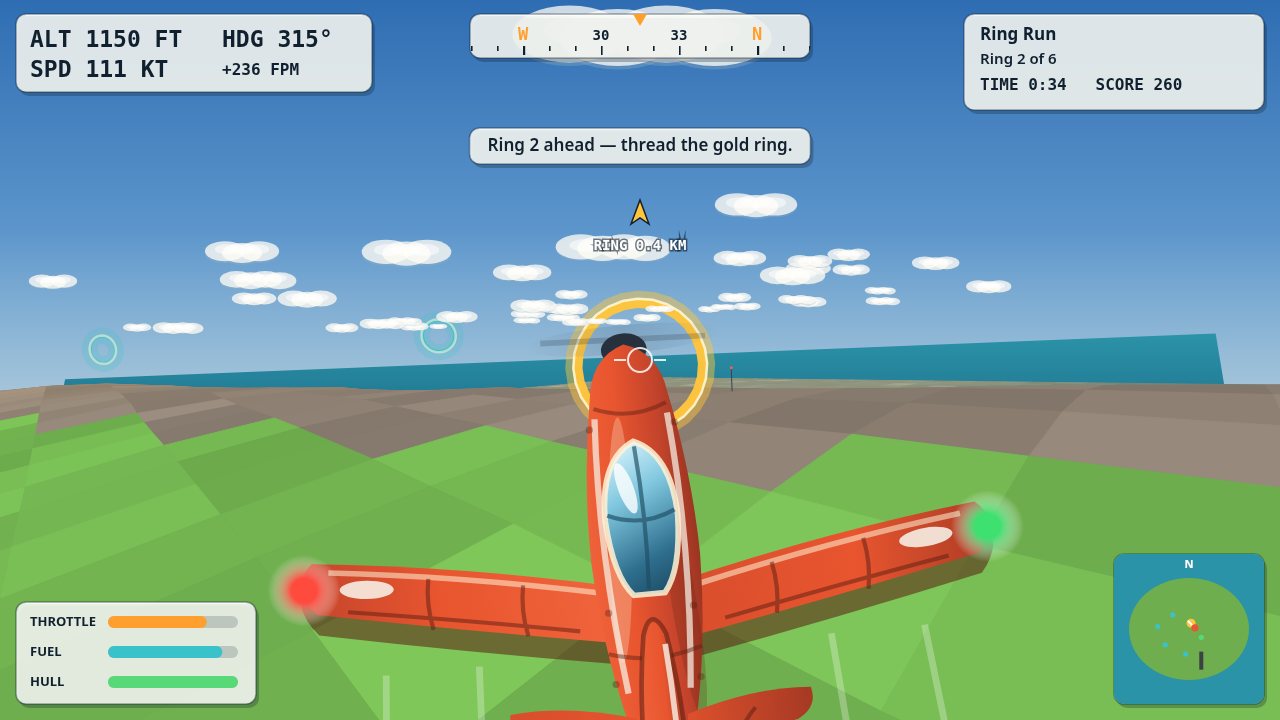 ALT 1150 FT HDG 315°
SPD 111 KT +236 FPM
W 30 33 N
Ring Run
Ring 2 of 6
TIME 0:34 SCORE 260
Ring 2 ahead — thread the gold ring.
RING 0.4 KM
THROTTLE
FUEL
HULL
N